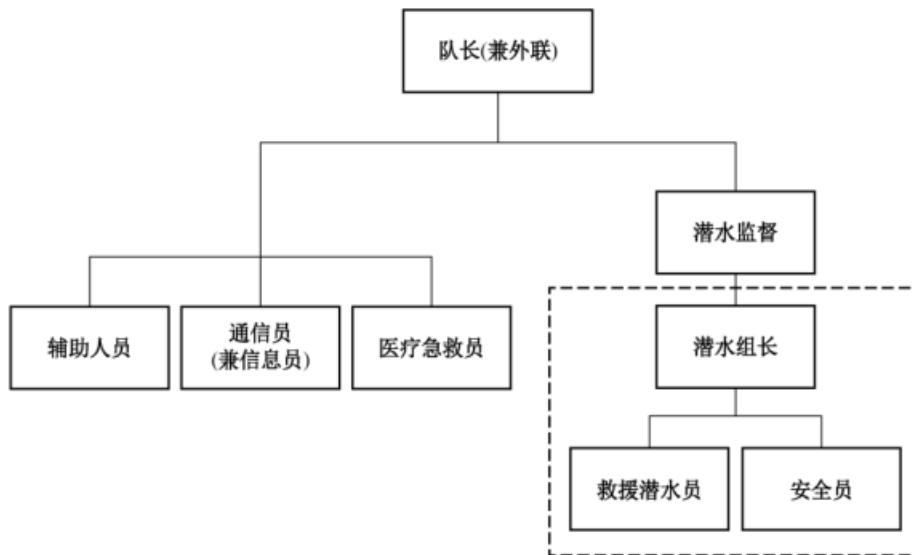 队长(兼外联)
潜水监督
辅助人员
通信员
(兼信息员)
医疗急救员
潜水组长
救援潜水员
安全员